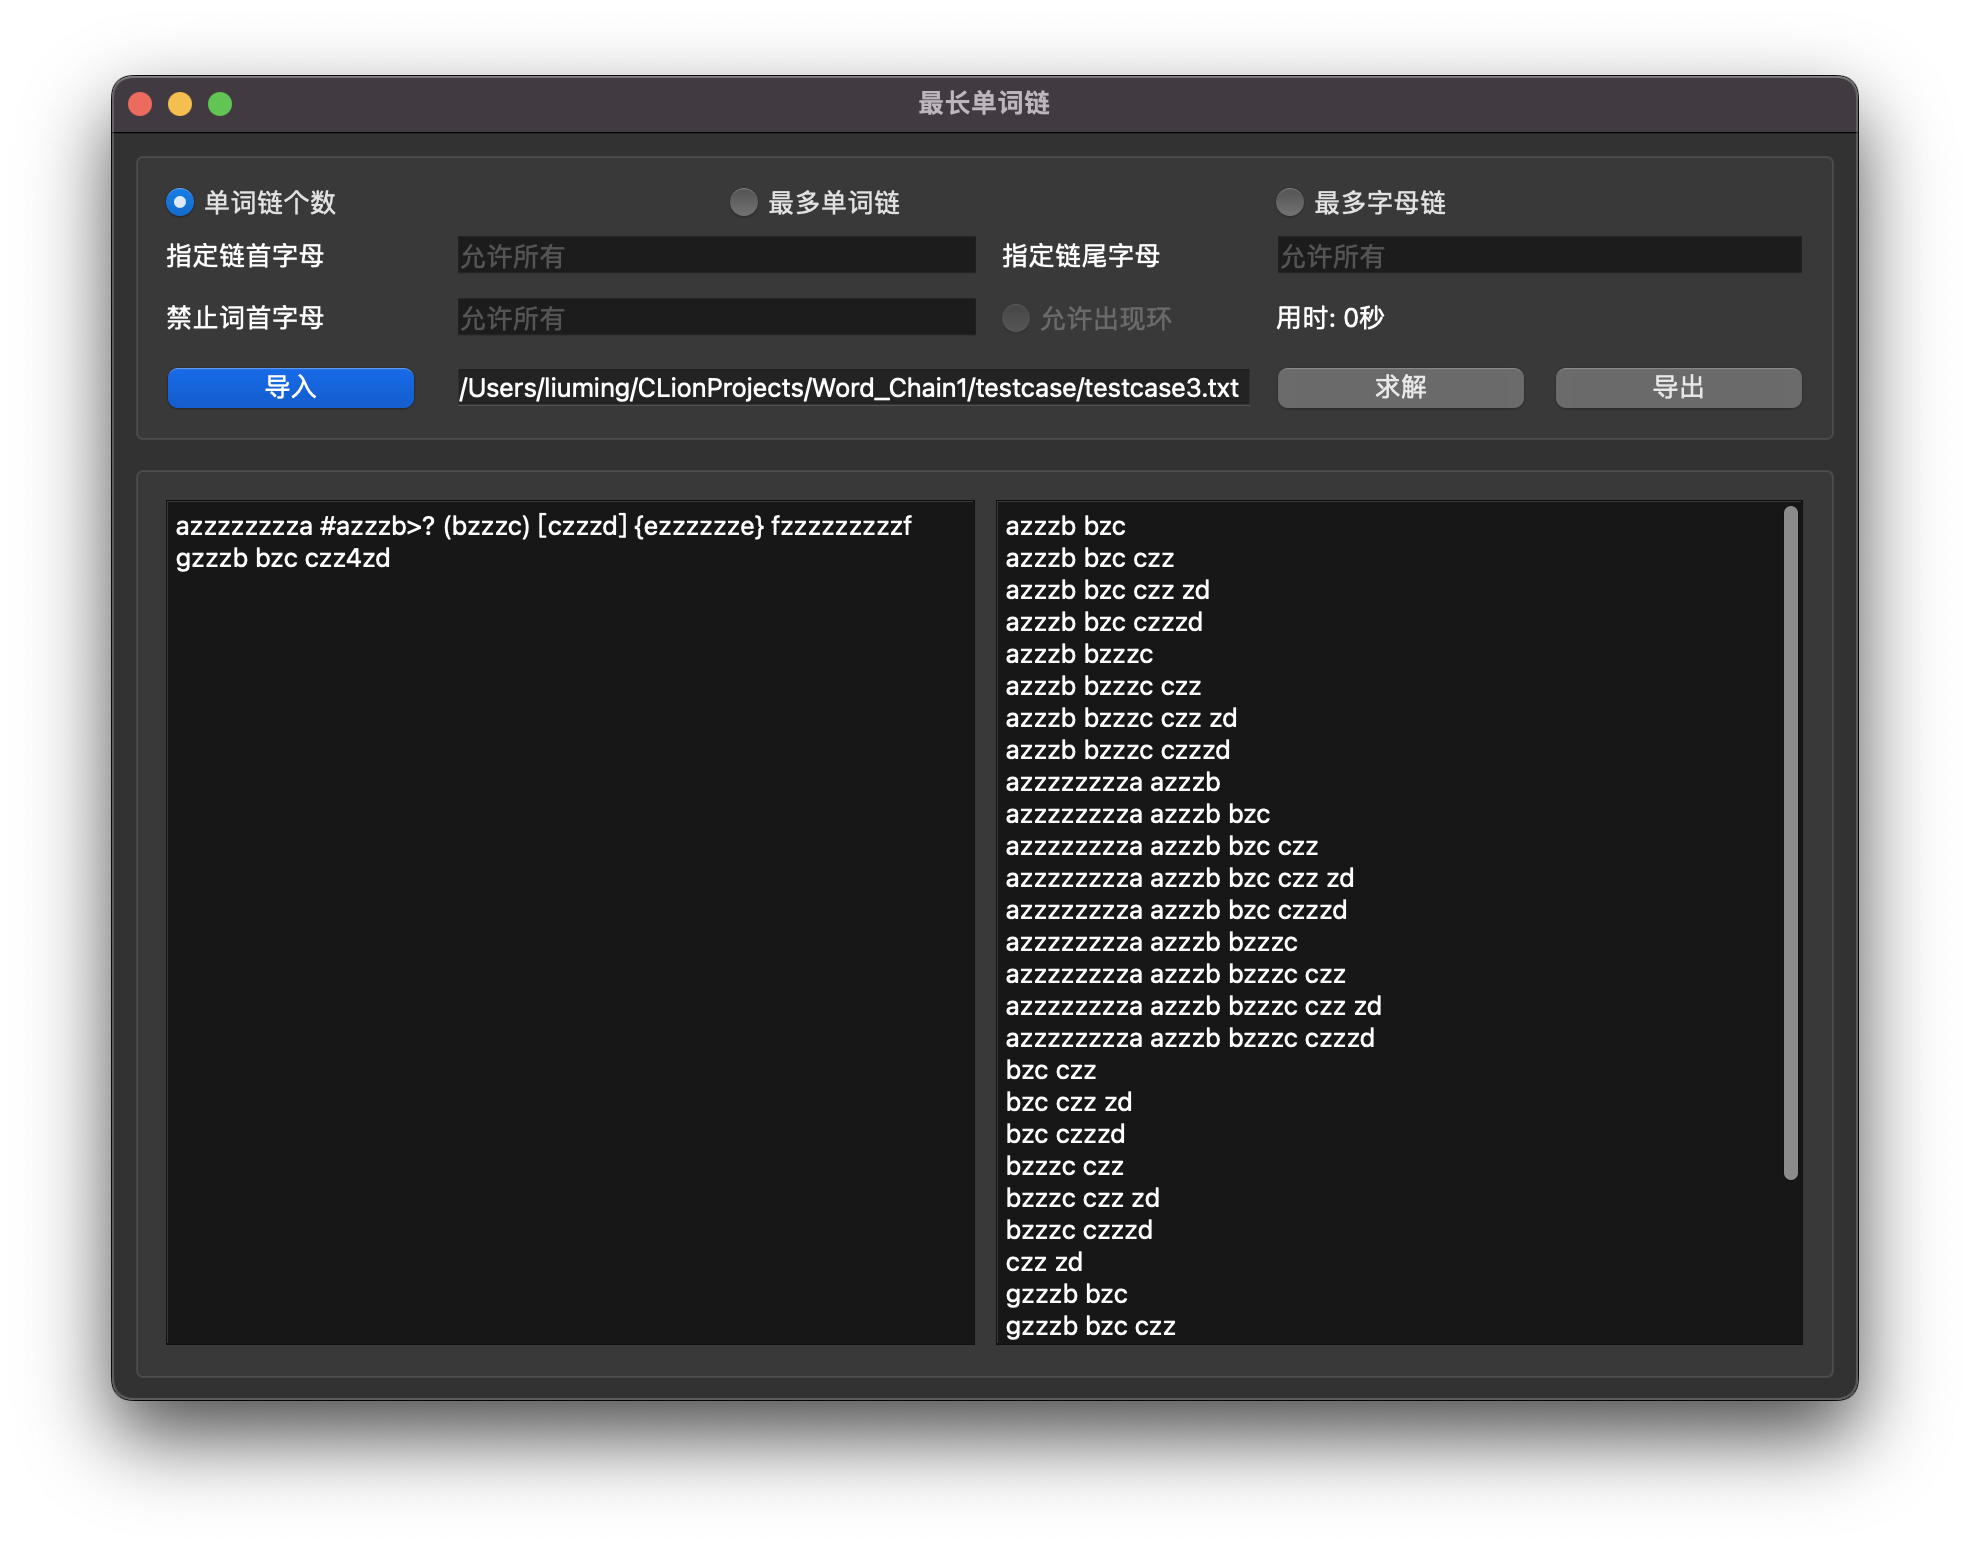 最长单词链
单词链个数 最多单词链 最多字母链
指定链首字母 允许所有 指定链尾字母 允许所有
禁止词首字母 允许所有 允许出现环 用时: 0秒
导入 /Users/liuming/CLionProjects/Word_Chain1/testcase/testcase3.txt 求解 导出
azzzzzzzza #azzzb>? (bzzzc) [czzzd] {ezzzzzze} fzzzzzzzzzf
gzzzb bzc czz4zd
azzzb bzc
azzzb bzc czz
azzzb bzc czz zd
azzzb bzc czzzd
azzzb bzzzc
azzzb bzzzc czz
azzzb bzzzc czz zd
azzzb bzzzc czzzd
azzzzzzzza azzzb
azzzzzzzza azzzb bzc
azzzzzzzza azzzb bzc czz
azzzzzzzza azzzb bzc czz zd
azzzzzzzza azzzb bzc czzzd
azzzzzzzza azzzb bzzzc
azzzzzzzza azzzb bzzzc czz
azzzzzzzza azzzb bzzzc czz zd
azzzzzzzza azzzb bzzzc czzzd
bzc czz
bzc czz zd
bzc czzzd
bzzzc czz
bzzzc czz zd
bzzzc czzzd
czz zd
gzzzb bzc
gzzzb bzc czz